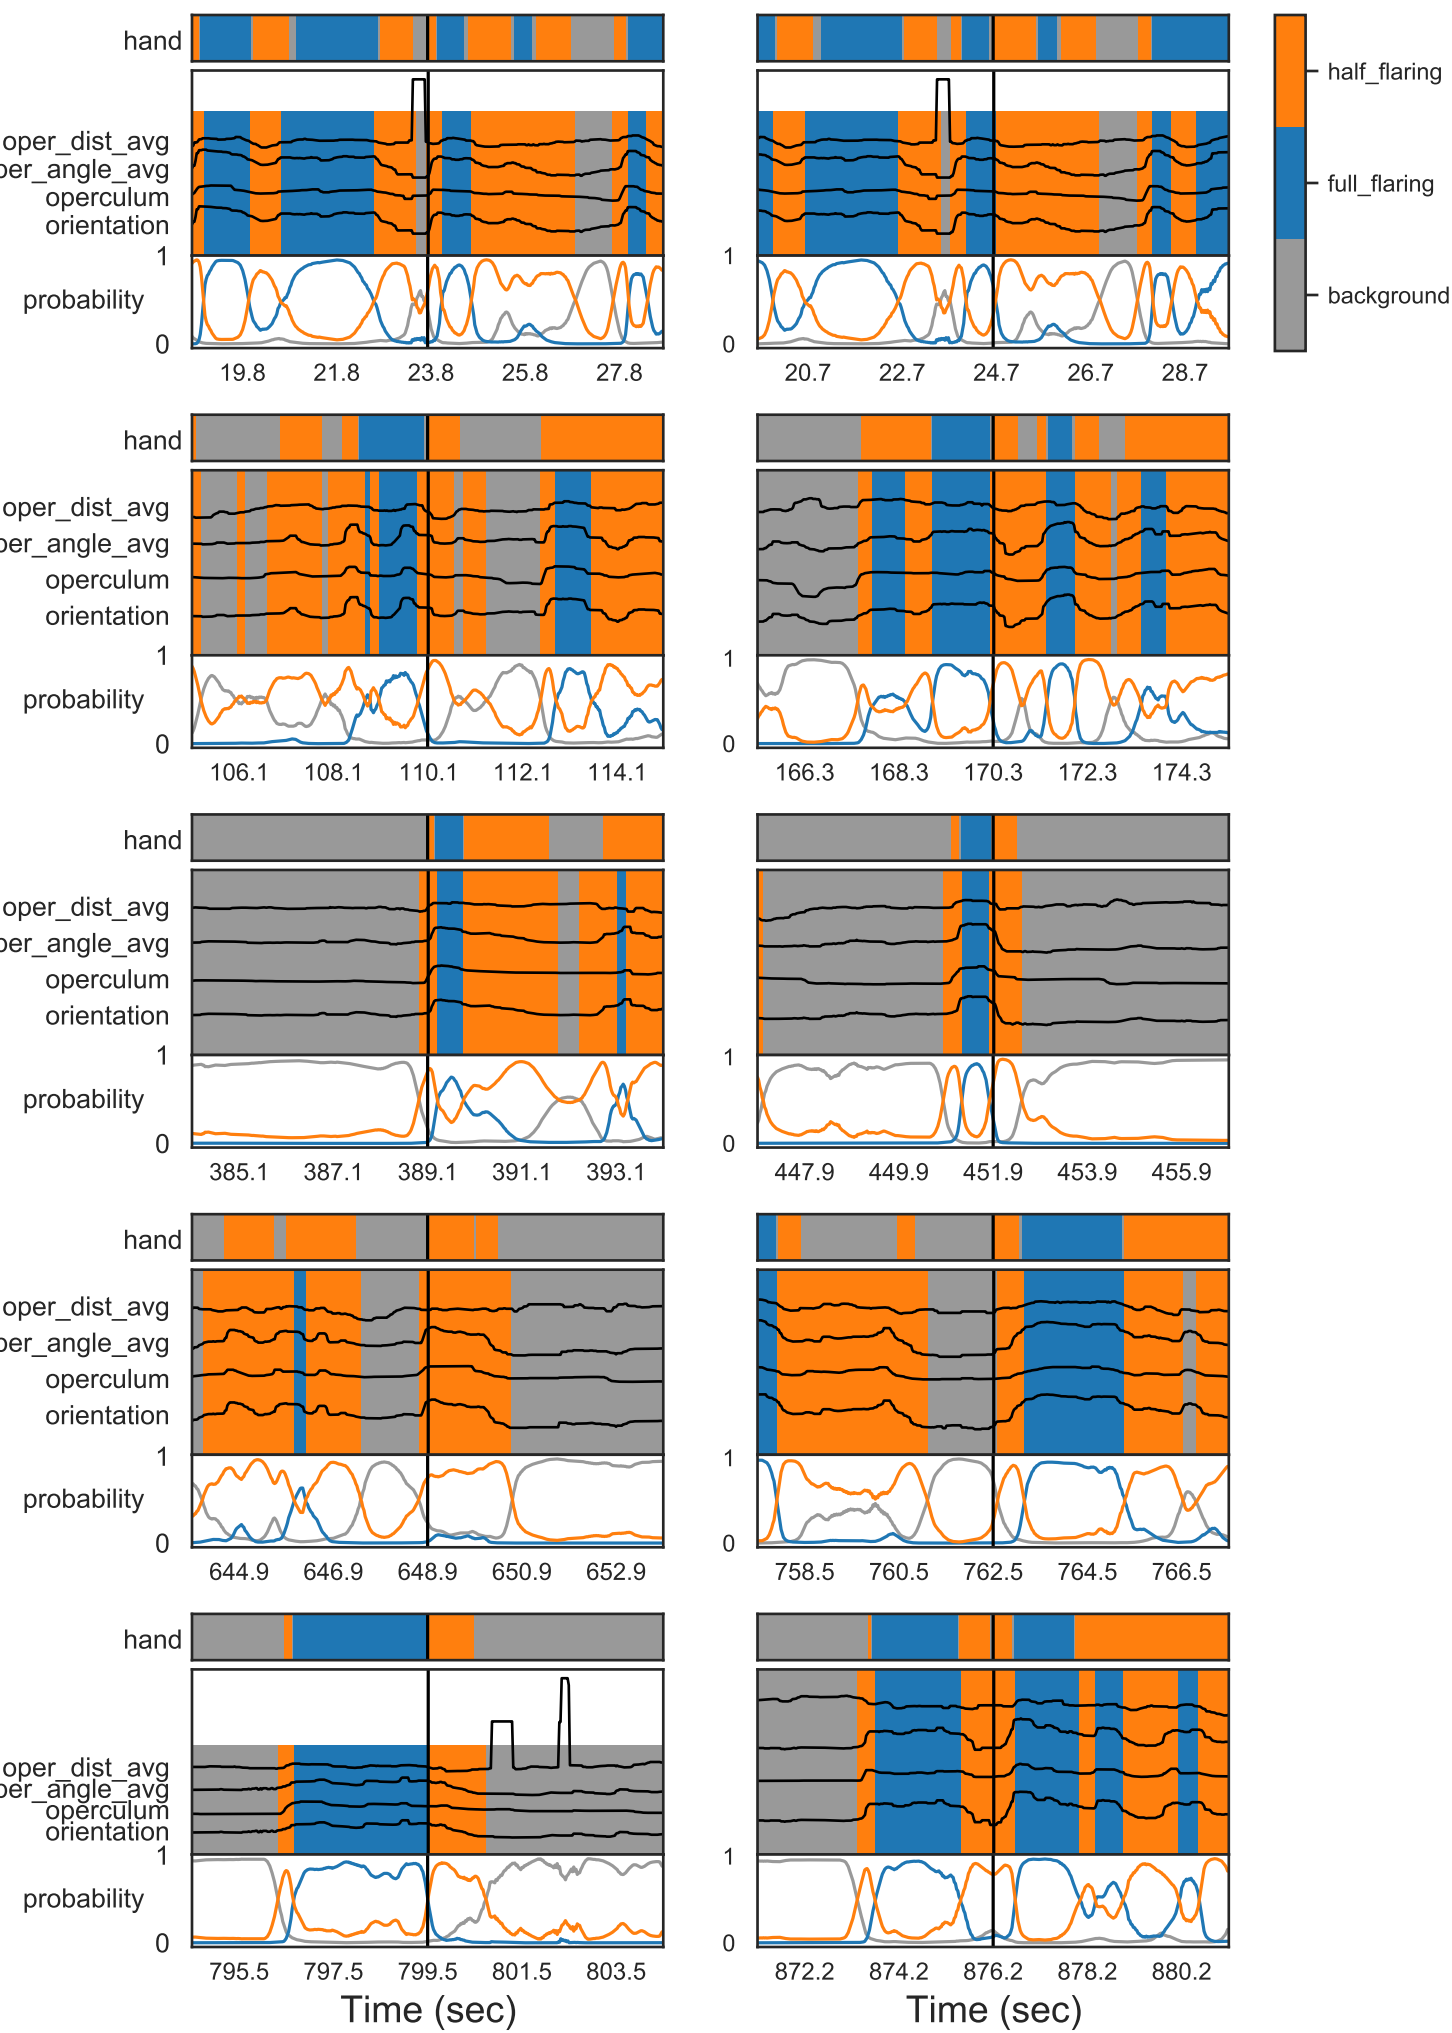 hand
half_flaring
oper_dist_avg
per_angle_avg
operculum
orientation
full_flaring
1
probability
background
0
0
19.8 21.8 23.8 25.8 27.8
20.7 22.7 24.7 26.7 28.7
hand
oper_dist_avg
per_angle_avg
operculum
orientation
1
1
probability
0
0
106.1 108.1 110.1 112.1 114.1
166.3 168.3 170.3 172.3 174.3
hand
oper_dist_avg
per_angle_avg
operculum
orientation
1
1
probability
0
0
385.1 387.1 389.1 391.1 393.1
447.9 449.9 451.9 453.9 455.9
hand
oper_dist_avg
per_angle_avg
operculum
orientation
1
1
probability
0
0
644.9 646.9 648.9 650.9 652.9
758.5 760.5 762.5 764.5 766.5
hand
oper_dist_avg
per_angle_avg
operculum
orientation
1
1
probability
0
0
795.5 797.5 799.5 801.5 803.5
872.2 874.2 876.2 878.2 880.2
Time (sec)
Time (sec)
1